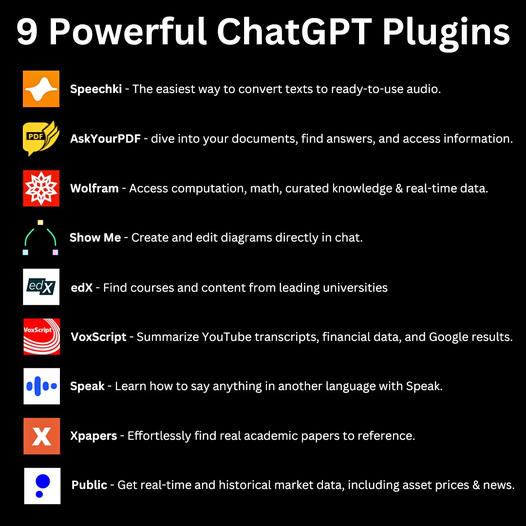 9 Powerful ChatGPT Plugins
Speechki - The easiest way to convert texts to ready-to-use audio.
PDF
AskYourPDF - dive into your documents, find answers, and access information.
Wolfram - Access computation, math, curated knowledge & real-time data.
Show Me - Create and edit diagrams directly in chat.
edX
edX - Find courses and content from leading universities
VoxScript
VoxScript - Summarize YouTube transcripts, financial data, and Google results.
Speak - Learn how to say anything in another language with Speak.
X
Xpapers - Effortlessly find real academic papers to reference.
Public - Get real-time and historical market data, including asset prices & news.